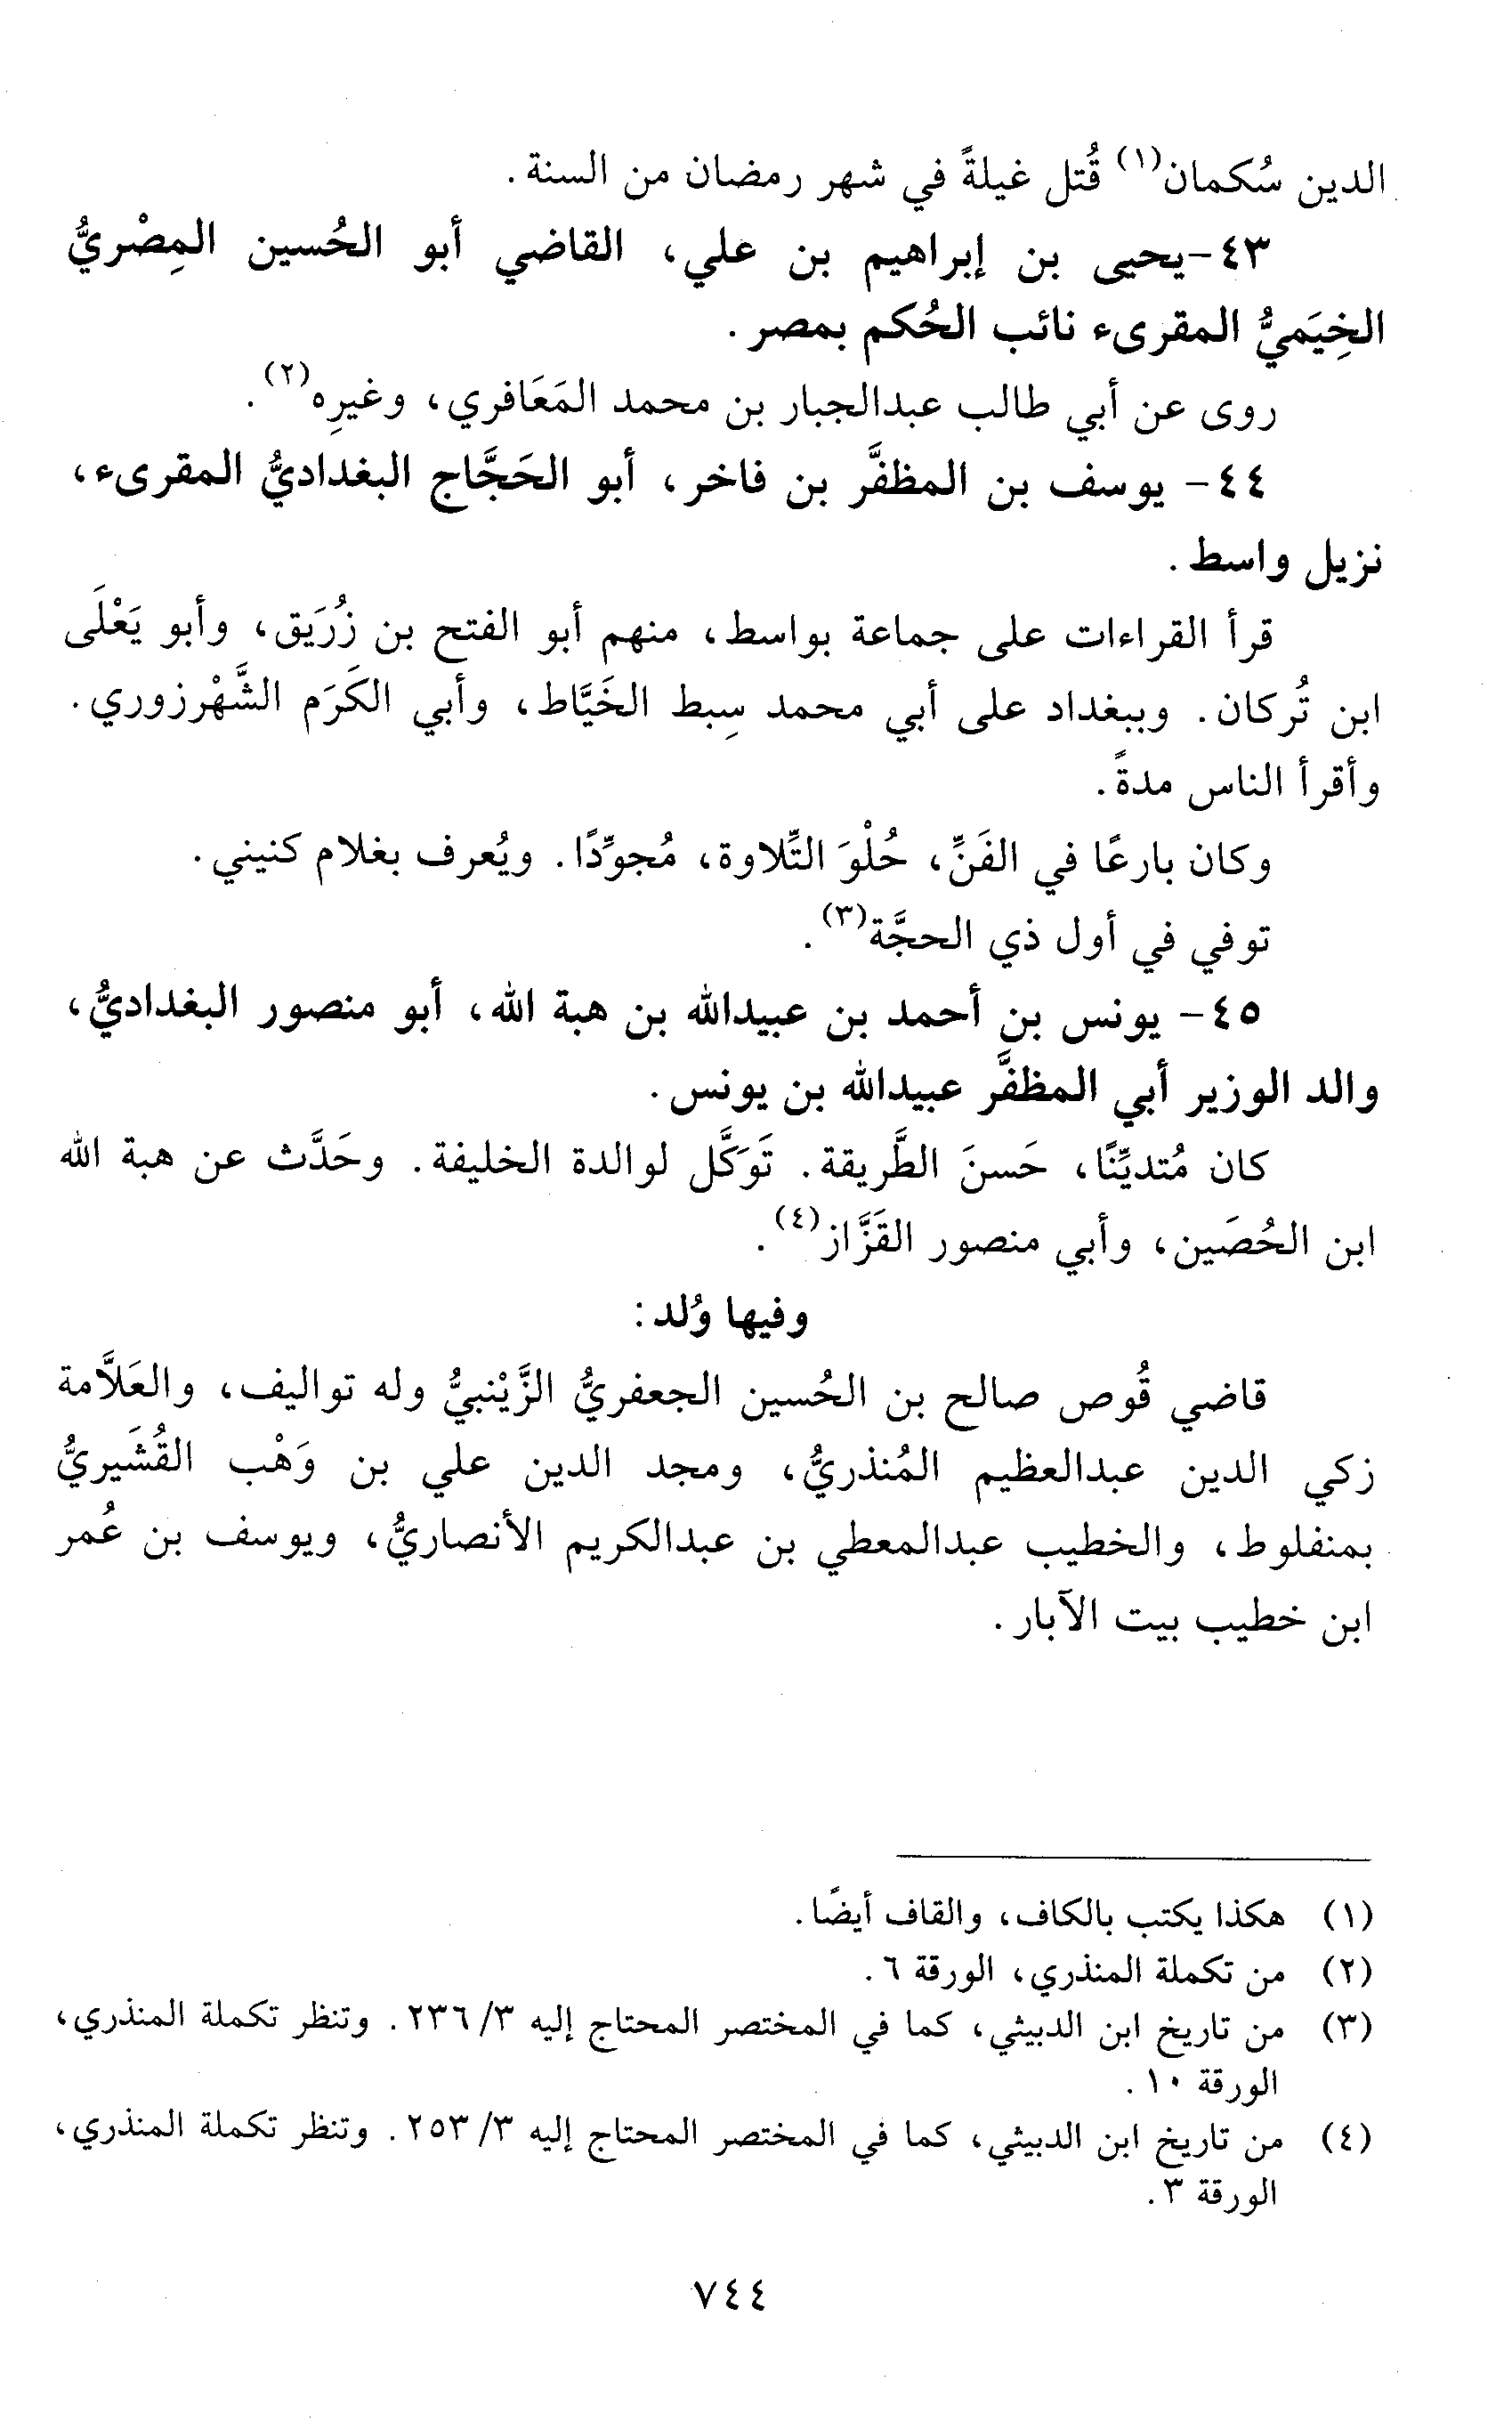 الدين سُكمان(١) قُتل غيلةً في شهر رمضان من السنة.
٤٣-يحيى بن إبراهيم بن علي، القاضي أبو الحُسين المِصْريُّ
الخِيَميُّ المقرىء نائب الحُكم بمصر.
روى عن أبي طالب عبدالجبار بن محمد المَعَافري، وغيرِه(٢).
٤٤- يوسف بن المظفَّر بن فاخر، أبو الحَجَّاج البغداديُّ المقرىء،
نزيل واسط.
قرأ القراءات على جماعة بواسط، منهم أبو الفتح بن زُرَيق، وأبو يَعْلَى
ابن تُركان. وببغداد على أبي محمد سِبط الخَيَّاط، وأبي الكَرَم الشَّهْرزوري.
وأقرأ الناس مدةً.
وكان بارعًا في الفَنِّ، حُلْوَ التِّلاوة، مُجوِّدًا. ويُعرف بغلام كنيني.
توفي في أول ذي الحجَّة(٣).
٤٥- يونس بن أحمد بن عبيدالله بن هبة الله، أبو منصور البغداديُّ،
والد الوزير أبي المظفَّر عبيدالله بن يونس.
كان مُتديِّنًا، حَسنَ الطَّريقة. تَوَكَّل لوالدة الخليفة. وحَدَّث عن هبة الله
ابن الحُصَين، وأبي منصور القَزَّاز(٤).
وفيها وُلد:
قاضي قُوص صالح بن الحُسين الجعفريُّ الزَّيْنبيُّ وله تواليف، والعَلاَّمة
زكي الدين عبدالعظيم المُنذريُّ، ومجد الدين علي بن وَهْب القُشَيريُّ
بمنفلوط، والخطيب عبدالمعطي بن عبدالكريم الأنصاريُّ، ويوسف بن عُمر
ابن خطيب بيت الآبار.
(١) هكذا يكتب بالكاف، والقاف أيضًا.
(٢) من تكملة المنذري، الورقة ٦.
(٣) من تاريخ ابن الدبيثي، كما في المختصر المحتاج إليه ٣/ ٢٣٦. وتنظر تكملة المنذري،
الورقة ١٠.
(٤) من تاريخ ابن الدبيثي، كما في المختصر المحتاج إليه ٣/ ٢٥٣. وتنظر تكملة المنذري،
الورقة ٣.
٧٤٤